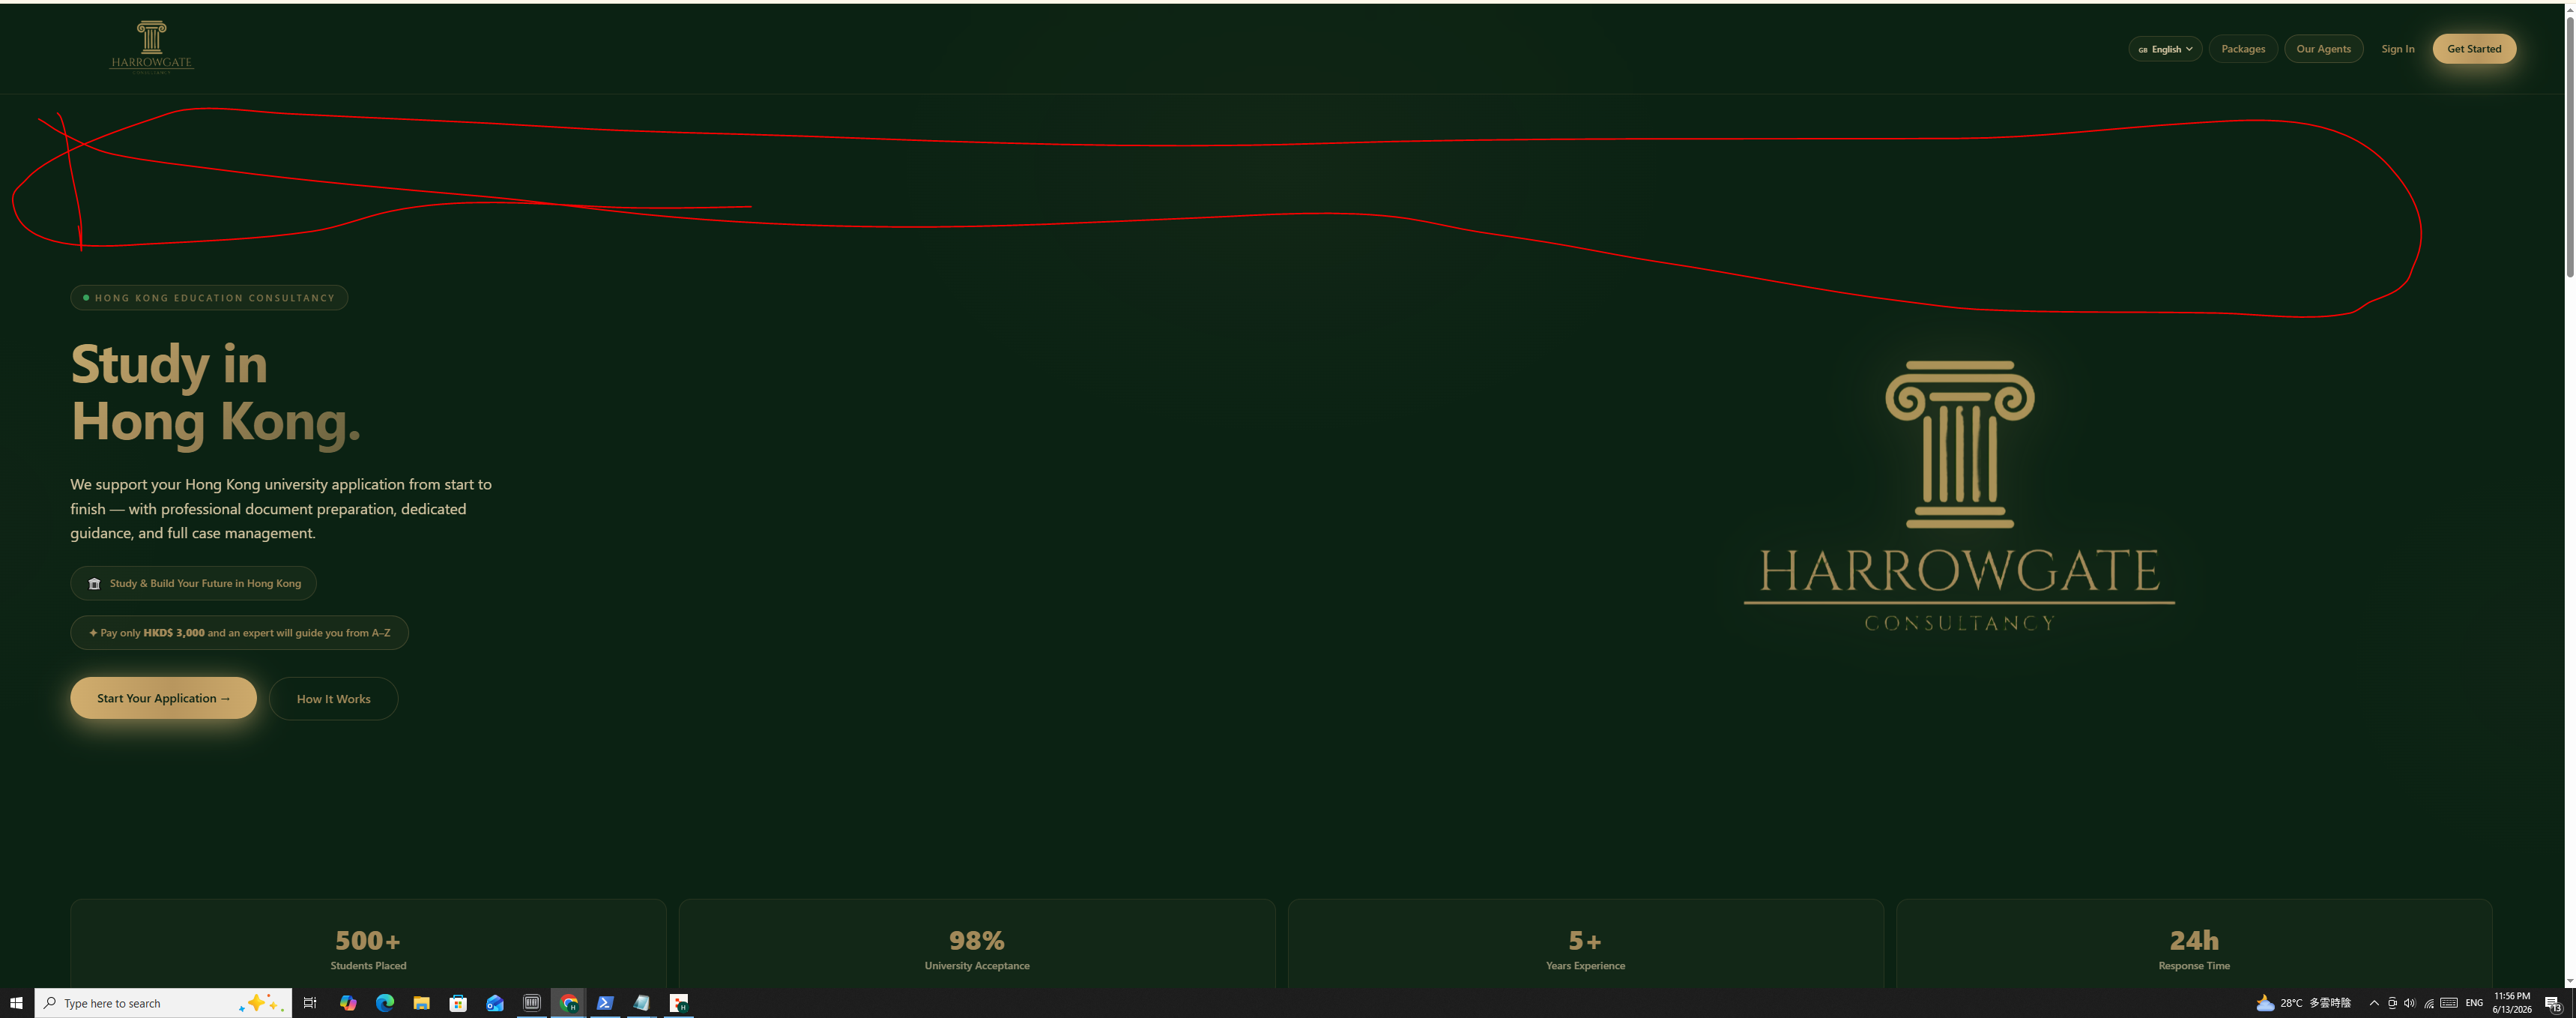 HARROWGATE
CONSULTANCY
GB English
Packages
Our Agents
Sign In
Get Started
HONG KONG EDUCATION CONSULTANCY
Study in
Hong Kong.
We support your Hong Kong university application from start to
finish — with professional document preparation, dedicated
guidance, and full case management.
Study & Build Your Future in Hong Kong
✦ Pay only HKD$ 3,000 and an expert will guide you from A–Z
Start Your Application →
How It Works
HARROWGATE
CONSULTANCY
500+
Students Placed
98%
University Acceptance
5+
Years Experience
24h
Response Time
Type here to search
28°C 多雲時陰
ENG
11:56 PM
6/13/2026
13